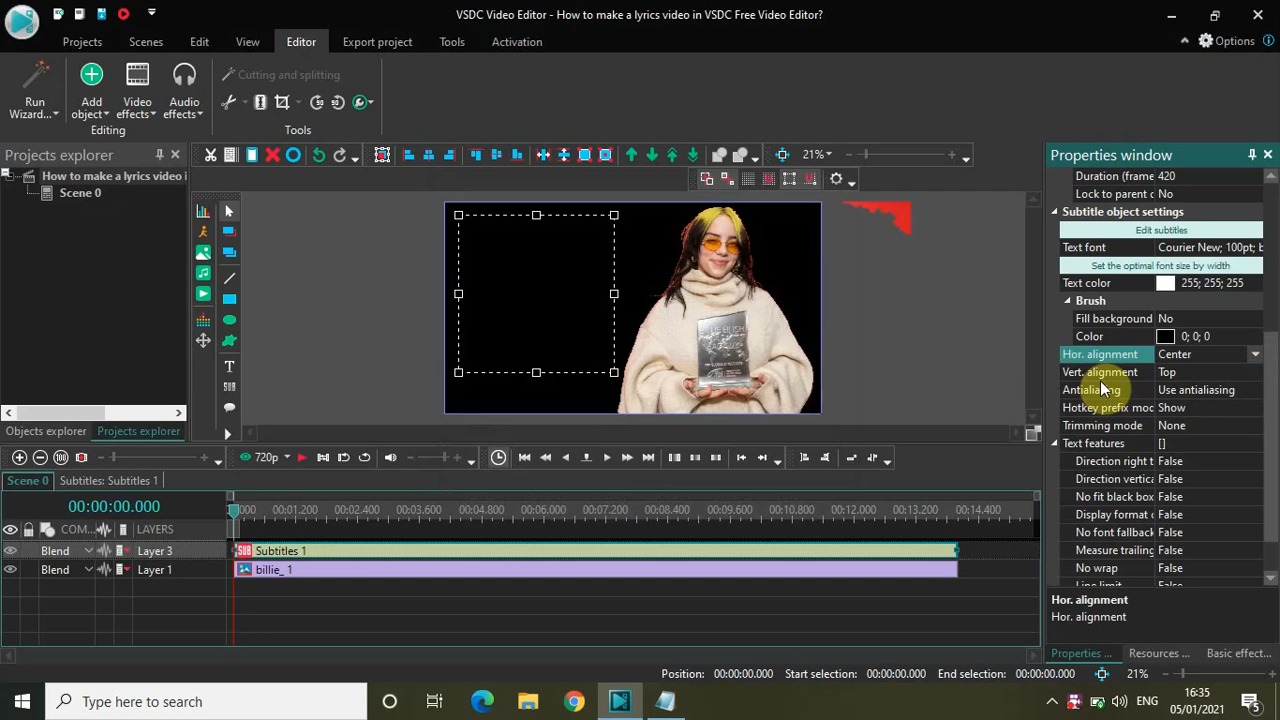 VSDC Video Editor - How to make a lyrics video in VSDC Free Video Editor?
Projects Scenes Edit View Editor Export project Tools Activation
Options
Run Wizard...
Add object
Video effects
Audio effects
Editing
Cutting and splitting
Tools
Projects explorer
How to make a lyrics video i
Scene 0
Objects explorer
Projects explorer
21%
Properties window
Duration (frame 420
Lock to parent No
Subtitle object settings
Edit subtitles
Text font Courier New; 100pt; b
Set the optimal font size by width
Text color 255; 255; 255
Brush
Fill background No
Color 0; 0; 0
Hor. alignment Center
Vert. alignment Top
Antialiasing Use antialiasing
Hotkey prefix mod Show
Trimming mode None
Text features []
Direction right t False
Direction vertica False
No fit black box False
Display format c False
No font fallback False
Measure trailing False
No wrap False
Line limit False
Hor. alignment
Hor. alignment
Properties ...
Resources ...
Basic effect...
720p
Scene 0
Subtitles: Subtitles 1
00:00:00.000
000 00:01.200 00:02.400 00:03.600 00:04.800 00:06.000 00:07.200 00:08.400 00:09.600 00:10.800 00:12.000 00:13.200 00:14.400
COM... LAYERS
Blend Layer 3 SUB Subtitles 1
Blend Layer 1 billie_ 1
Position: 00:00:00.000 Start selection: 00:00:00.000 End selection: 00:00:00.000 21%
Type here to search
ENG
16:35
05/01/2021